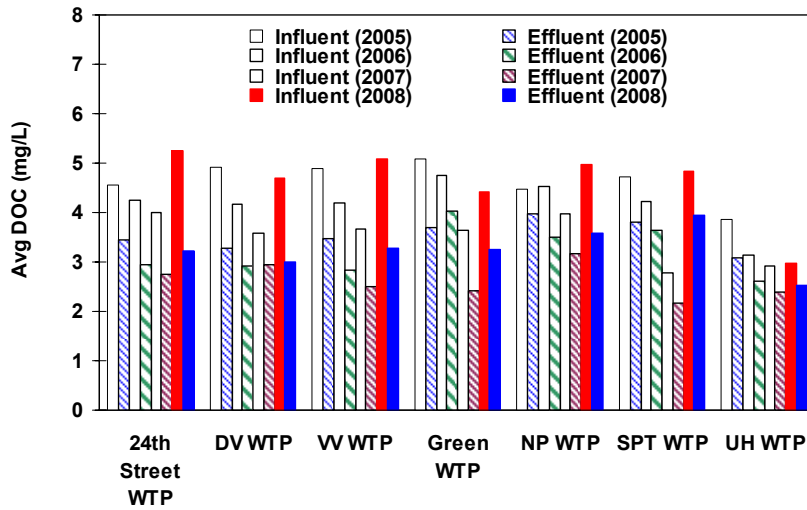 8
7
6
5
4
3
2
1
0
Avg DOC (mg/L)
Influent (2005)
Effluent (2005)
Influent (2006)
Effluent (2006)
Influent (2007)
Effluent (2007)
Influent (2008)
Effluent (2008)
24th
Street
WTP
DV WTP
VV WTP
Green
WTP
NP WTP
SPT WTP
UH WTP